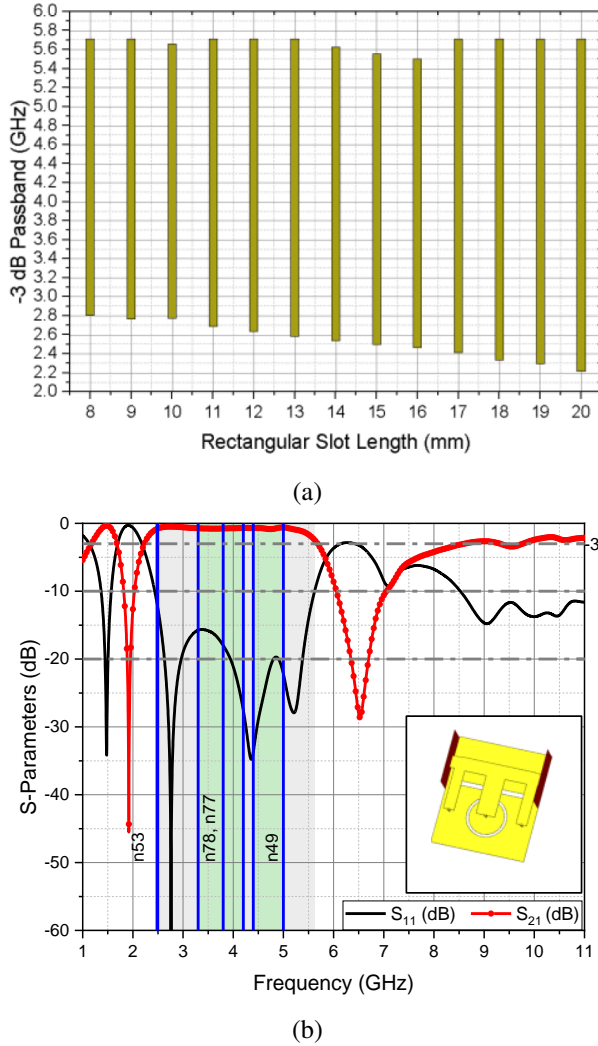 6.0
5.8
5.6
5.4
5.2
5.0
4.8
4.6
4.4
4.2
4.0
3.8
3.6
3.4
3.2
3.0
2.8
2.6
2.4
2.2
2.0
-3 dB Passband (GHz)
8 9 10 11 12 13 14 15 16 17 18 19 20
Rectangular Slot Length (mm)
(a)
0
-10
-20
-30
-40
-50
-60
-3
S-Parameters (dB)
n53
n78, n77
n49
S11 (dB) S21 (dB)
1 2 3 4 5 6 7 8 9 10 11
Frequency (GHz)
(b)